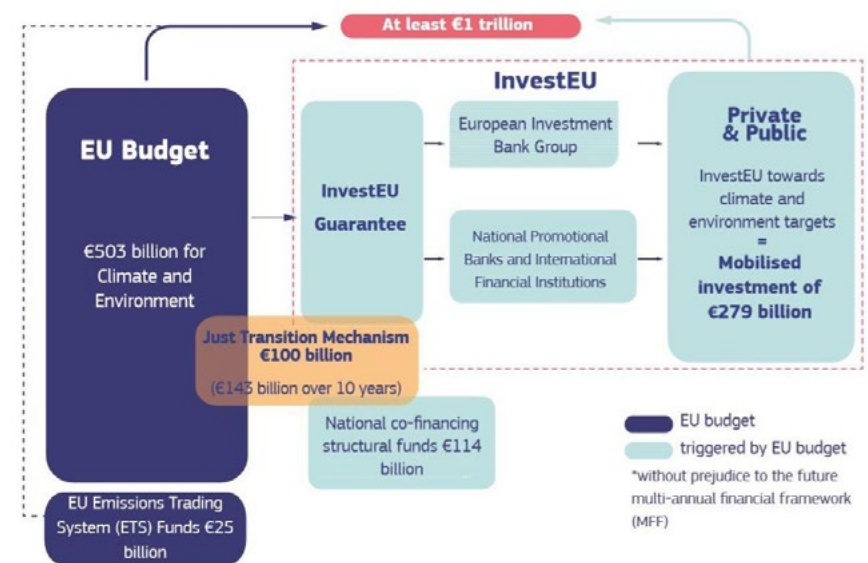 At least €1 trillion
EU Budget
€503 billion for
Climate and
Environment
InvestEU
InvestEU
Guarantee
European Investment
Bank Group
National Promotional
Banks and International
Financial Institutions
Private
& Public
InvestEU towards
climate and
environment targets
=
Mobilised
investment of
€279 billion
Just Transition Mechanism
€100 billion
(€143 billion over 10 years)
National co-financing
structural funds €114
billion
EU Emissions Trading
System (ETS) Funds €25
billion
EU budget
triggered by EU budget
*without prejudice to the future
multi-annual financial framework
(MFF)